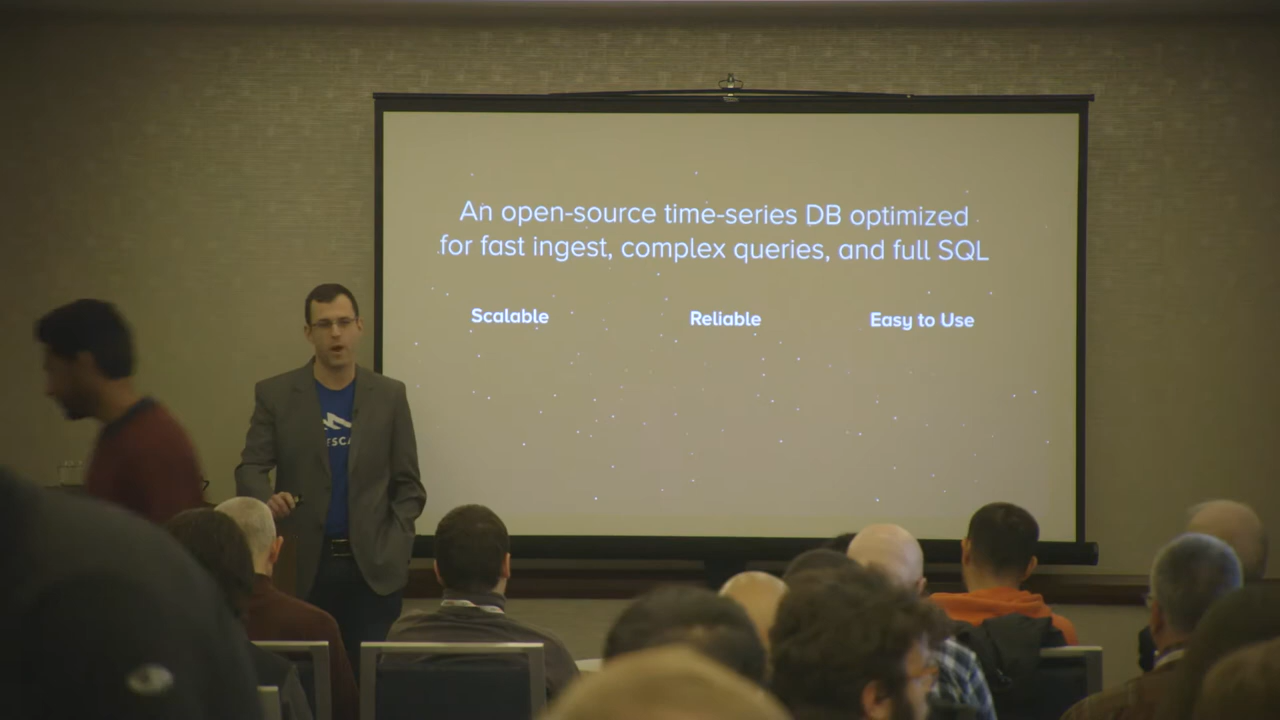 An open-source time-series DB optimized
for fast ingest, complex queries, and full SQL
Scalable
Reliable
Easy to Use